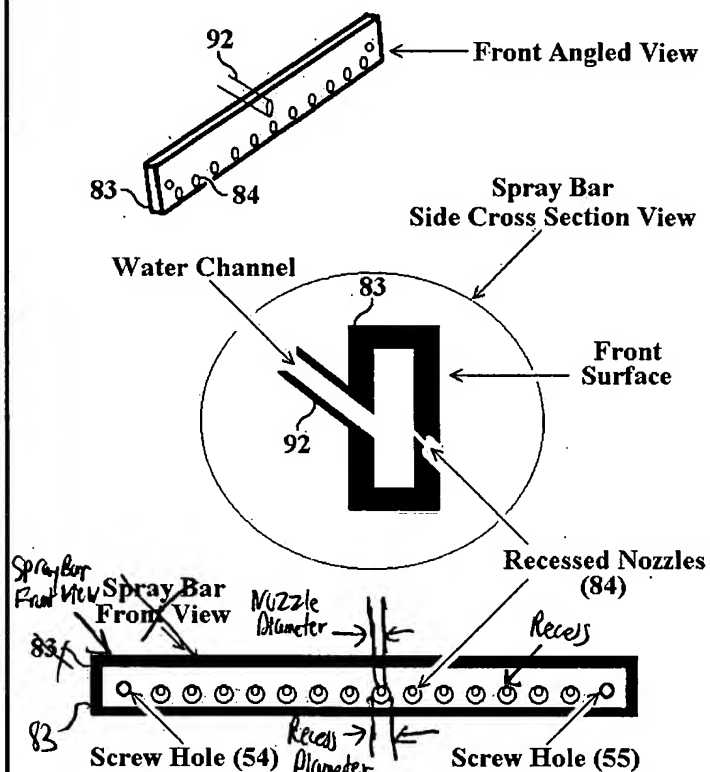 92
Front Angled View
83
84
Spray Bar
Side Cross Section View
Water Channel
83
Front
Surface
92
Recessed Nozzles
(84)
Spray Bar
Front View
Spray Bar
Front View
Nozzle
Diameter
Recess
83
83
Screw Hole (54)
Recess
Diameter
Screw Hole (55)